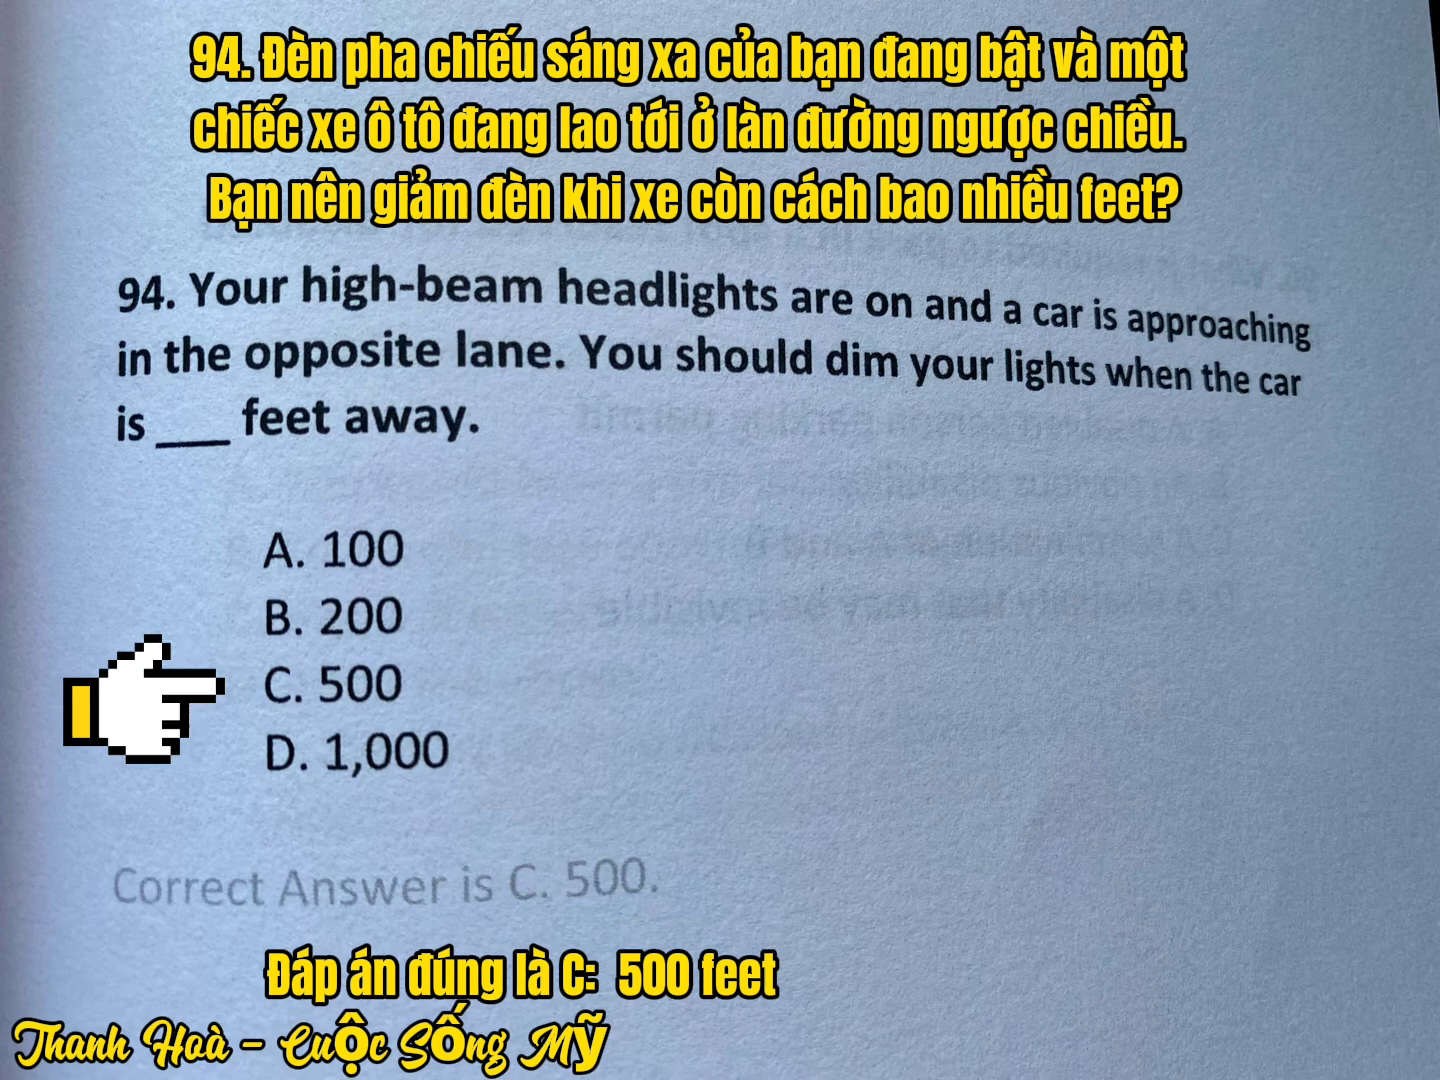 94. Đèn pha chiếu sáng xa của bạn đang bật và một
chiếc xe ô tô đang lao tới ở làn đường ngược chiều.
Bạn nên giảm đèn khi xe còn cách bao nhiều feet?
94. Your high-beam headlights are on and a car is approaching
in the opposite lane. You should dim your lights when the car
is ___ feet away.
A. 100
B. 200
C. 500
D. 1,000
Correct Answer is C. 500.
Đáp án đúng là C: 500 feet
Thanh Hoà - Cuộc Sống Mỹ